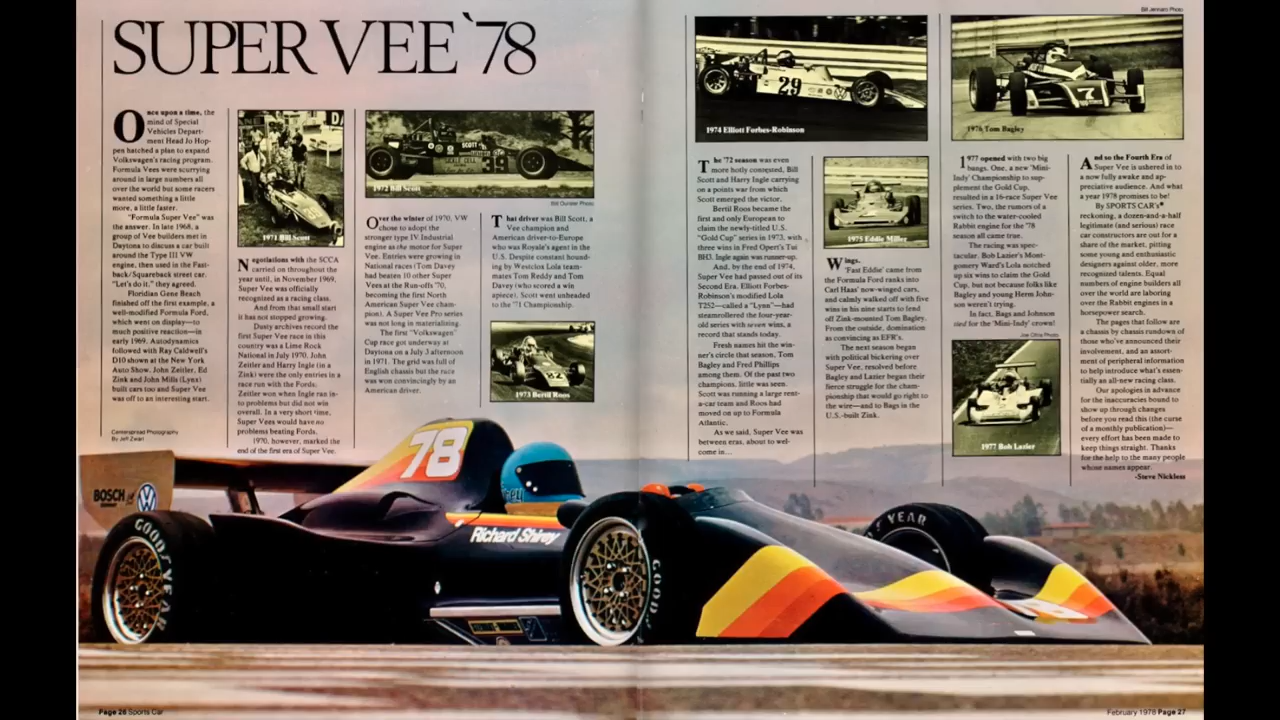 SUPER VEE '78
Once upon a time, the
mind of Special
Vehicles Depart-
ment Head Jo Hop-
pen hatched a plan to expand
Volkswagen's racing program.
Formula Vees were scurrying
around in large numbers all
over the world but some racers
wanted something a little
more, a little faster.
"Formula Super Vee" was
the answer. In late 1968, a
group of Vee builders met in
Daytona to discuss a car built
around the Type III VW
engine, then used in the Fast-
back/Squareback street car.
"Let's do it," they agreed.
Floridian Gene Beach
finished off the first example, a
well-modified Formula Ford,
which went on display—to
much positive reaction—in
early 1969. Autodynamics
followed with Ray Caldwell's
D10 shown at the New York
Auto Show. John Zeitler, Ed
Zink and John Mills (Lynx)
built cars too and Super Vee
was off to an interesting start.
Centerspread Photography
By Jeff Zwart
1971 Bill Scott
Negotiations with the SCCA
carried on throughout the
year until, in November 1969,
Super Vee was officially
recognized as a racing class.
And from that small start
it has not stopped growing.
Dusty archives record the
first Super Vee race in this
country was a Lime Rock
National in July 1970. John
Zeitler and Harry Ingle (in a
Zink) were the only entries in a
race run with the Fords.
Zeitler won when Ingle ran in-
to problems but did not win
overall. In a very short time,
Super Vees would have no
problems beating Fords.
1970, however, marked the
end of the first era of Super Vee.
1972 Bill Scott
Bill Oursler Photo
Over the winter of 1970, VW
chose to adopt the
stronger type IV. Industrial
engine as the motor for Super
Vee. Entries were growing in
National races (Tom Davey
had beaten 10 other Super
Vees at the Run-offs '70,
becoming the first North
American Super Vee cham-
pion). A Super Vee Pro series
was not long in materializing.
The first "Volkswagen"
Cup race got underway at
Daytona on a July 3 afternoon
in 1971. The grid was full of
English chassis but the race
was won convincingly by an
American driver.
That driver was Bill Scott, a
Vee champion and
American driver-to-Europe
who was Royale's agent in the
U.S. Despite constant hound-
ing by Westclox Lola team-
mates Tom Reddy and Tom
Davey (who scored a win
apiece), Scott went unheaded
to the '71 Championship.
1973 Bertil Roos
1974 Elliott Forbes-Robinson
29
The '72 season was even
more hotly contested, Bill
Scott and Harry Ingle carrying
on a points war from which
Scott emerged the victor.
Bertil Roos became the
first and only European to
claim the newly-titled U.S.
"Gold Cup" series in 1973, with
three wins in Fred Opert's Tui
BH3. Ingle again was runner-up.
And, by the end of 1974,
Super Vee had passed out of its
Second Era. Elliott Forbes-
Robinson's modified Lola
T252—called a "Lynn"—had
steamrollered the four-year-
old series with seven wins, a
record that stands today.
Fresh names hit the win-
ner's circle that season, Tom
Bagley and Fred Phillips
among them. Of the past two
champions, little was seen.
Scott was running a large rent-
a-car team and Roos had
moved on up to Formula
Atlantic.
As we said, Super Vee was
between eras, about to wel-
come in...
1975 Eddie Miller
Wings.
'Fast Eddie' came from
the Formula Ford ranks into
Carl Haas' now-winged cars,
and calmly walked off with five
wins in his nine starts to fend
off Zink-mounted Tom Bagley.
From the outside, domination
as convincing as EFR's.
The next season began
with political bickering over
Super Vee, resolved before
Bagley and Lazier began their
fierce struggle for the cham-
pionship that would go right to
the wire—and to Bags in the
U.S.-built Zink.
Bill Jennaro Photo
7
1976 Tom Bagley
1977 opened with two big
bangs. One, a new 'Mini-
Indy' Championship to sup-
plement the Gold Cup,
resulted in a 16-race Super Vee
series. Two, the rumors of a
switch to the water-cooled
Rabbit engine for the '78
season all came true.
The racing was spec-
tacular. Bob Lazier's Mont-
gomery Ward's Lola notched
up six wins to claim the Gold
Cup, but not because folks like
Bagley and young Herm John-
son weren't trying.
In fact, Bags and Johnson
tied for the 'Mini-Indy' crown!
Joe Cirio Photo
1977 Bob Lazier
And so the Fourth Era of
Super Vee is ushered in to
a now fully awake and ap-
preciative audience. And what
a year 1978 promises to be!
By SPORTS CAR's
reckoning, a dozen-and-a-half
legitimate (and serious) race
car constructors are out for a
share of the market, pitting
some young and enthusiastic
designers against older, more
recognized talents. Equal
numbers of engine builders all
over the world are laboring
over the Rabbit engines in a
horsepower search.
The pages that follow are
a chassis by chassis rundown of
those who've announced their
involvement, and an assort-
ment of peripheral information
to help introduce what's essen-
tially an all-new racing class.
Our apologies in advance
for the inaccuracies bound to
show up through changes
before you read this (the curse
of a monthly publication)—
every effort has been made to
keep things straight. Thanks
for the help to the many people
whose names appear.
-Steve Nickless
78
BOSCH
GOODYEAR
Richard Shirey
GOOD
YEAR
Page 26 Sports Car
February 1978 Page 27